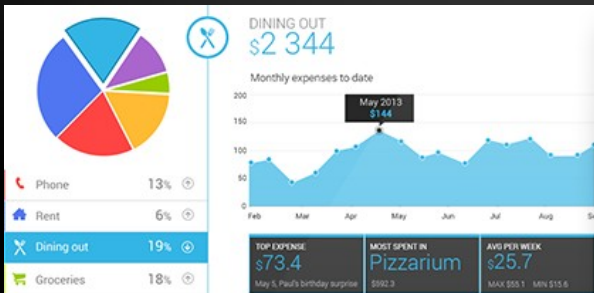 DINING OUT
$2 344
Monthly expenses to date
200
150
100
50
0
May 2013
$144
Feb Mar Apr May Jun Jul Aug
Phone 13%
Rent 6%
Dining out 19%
Groceries 18%
TOP EXPENSE
$73.4
May 5, Paul's birthday surprise
MOST SPENT IN
Pizzarium
$592.3
AVG PER WEEK
$25.7
MAX $55.1 MIN $15.6